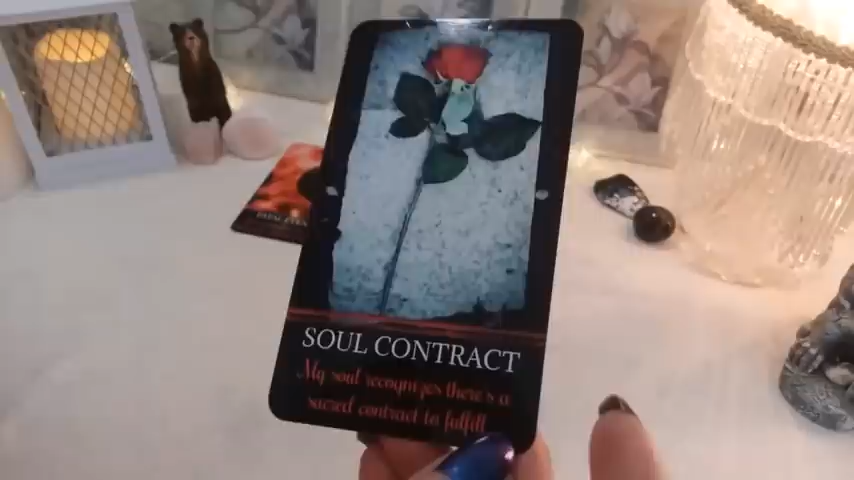 SOUL CONTRACT
My soul recognizes there's a
sacred contract to fulfill